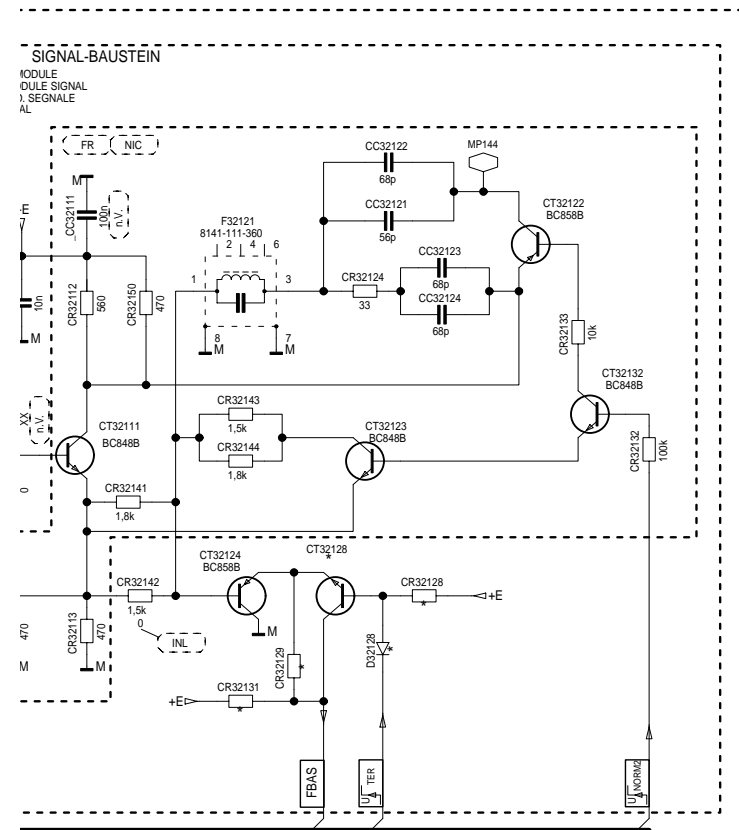 SIGNAL-BAUSTEIN
MODULE
DULE SIGNAL
D. SEGNALE
AL
FR
NIC
M
CC32111
100n
n.V.
+E
10n
M
CR32112
560
CR32150
470
F32121
8141-111-360
2 4 6
1
3
8
M
7
M
CC32122
68p
CC32121
56p
MP144
CT32122
BC858B
CC32123
68p
CR32124
33
CC32124
68p
CR32133
10k
CT32132
BC848B
CR32132
100k
XX
n.V.
CT32111
BC848B
CR32143
1,5k
CR32144
1,8k
CT32123
BC848B
0
CR32141
1,8k
CT32124
BC858B
CT32128
*
CR32142
1,5k
0
INL
M
CR32128
*
+E
470
M
CR32113
470
M
CR32129
*
D32128
*
CR32131
*
+E
FBAS
U TER
U NORM2